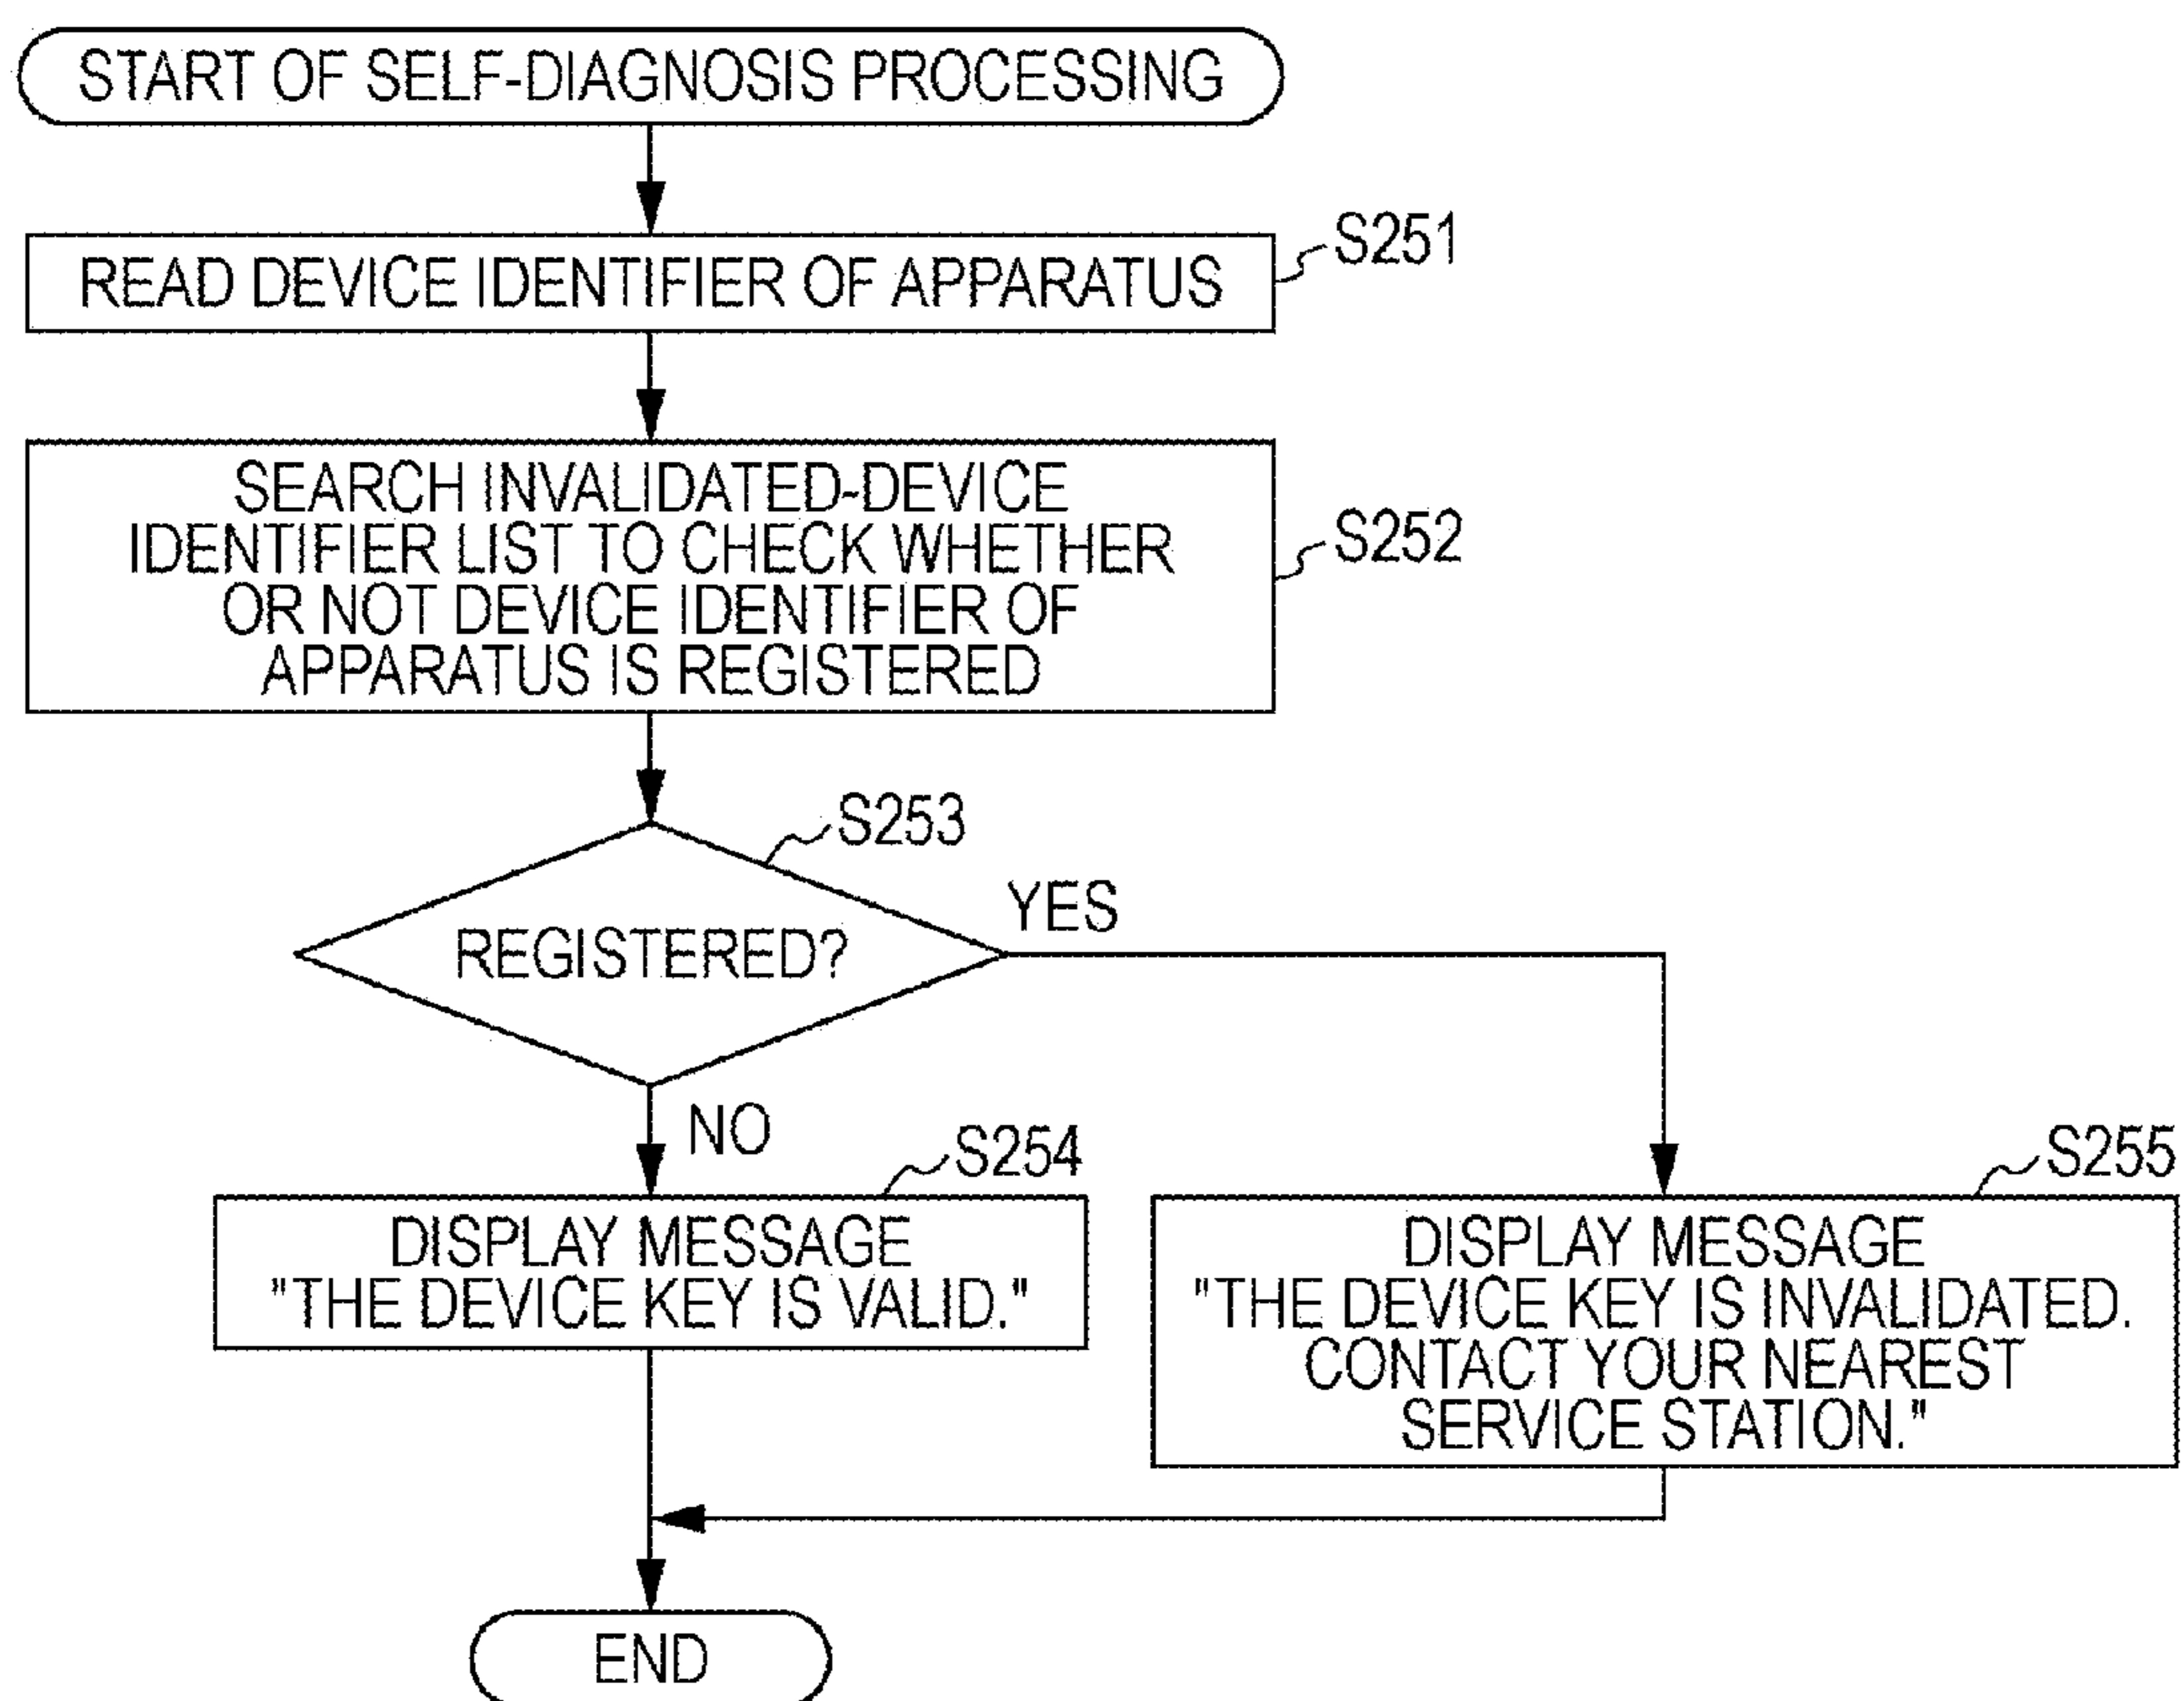 START OF SELF-DIAGNOSIS PROCESSING
S251
READ DEVICE IDENTIFIER OF APPARATUS
S252
SEARCH INVALIDATED-DEVICE
IDENTIFIER LIST TO CHECK WHETHER
OR NOT DEVICE IDENTIFIER OF
APPARATUS IS REGISTERED
S253
REGISTERED?
YES
NO
S254
DISPLAY MESSAGE
"THE DEVICE KEY IS VALID."
S255
DISPLAY MESSAGE
"THE DEVICE KEY IS INVALIDATED.
CONTACT YOUR NEAREST
SERVICE STATION."
END